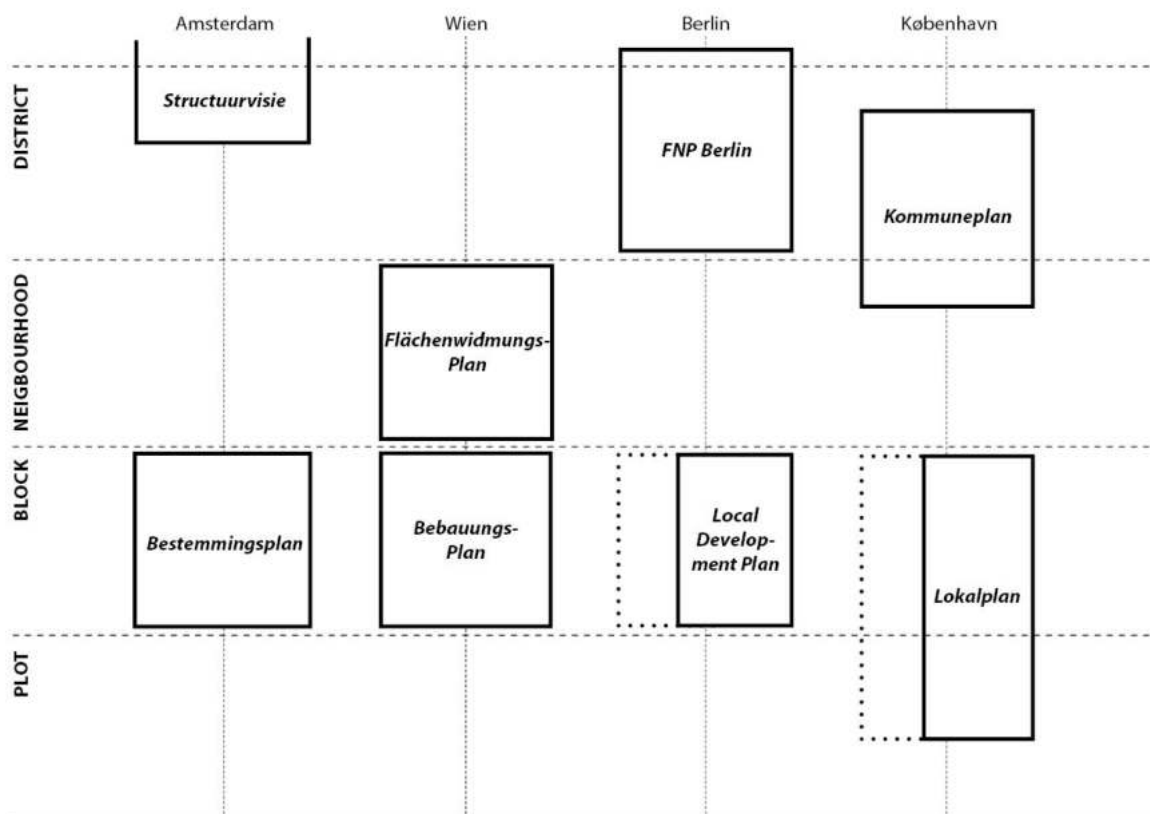 Amsterdam Wien Berlin København
DISTRICT
Structuurvisie
FNP Berlin
Kommuneplan
NEIGBOURHOOD
Flächenwidmungs-
Plan
BLOCK
Bestemmingsplan
Bebauungs-
Plan
Local
Develop-
ment Plan
Lokalplan
PLOT